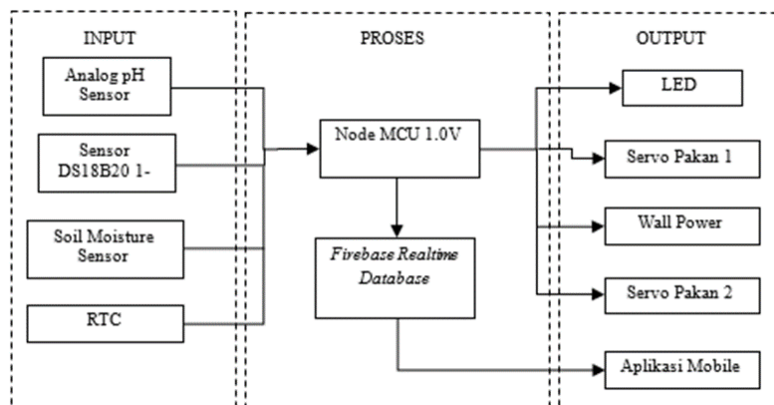 INPUT
Analog pH
Sensor
Sensor
DS18B20 1-
Soil Moisture
Sensor
RTC
PROSES
Node MCU 1.0V
Firebase Realtime
Database
OUTPUT
LED
Servo Pakan 1
Wall Power
Servo Pakan 2
Aplikasi Mobile